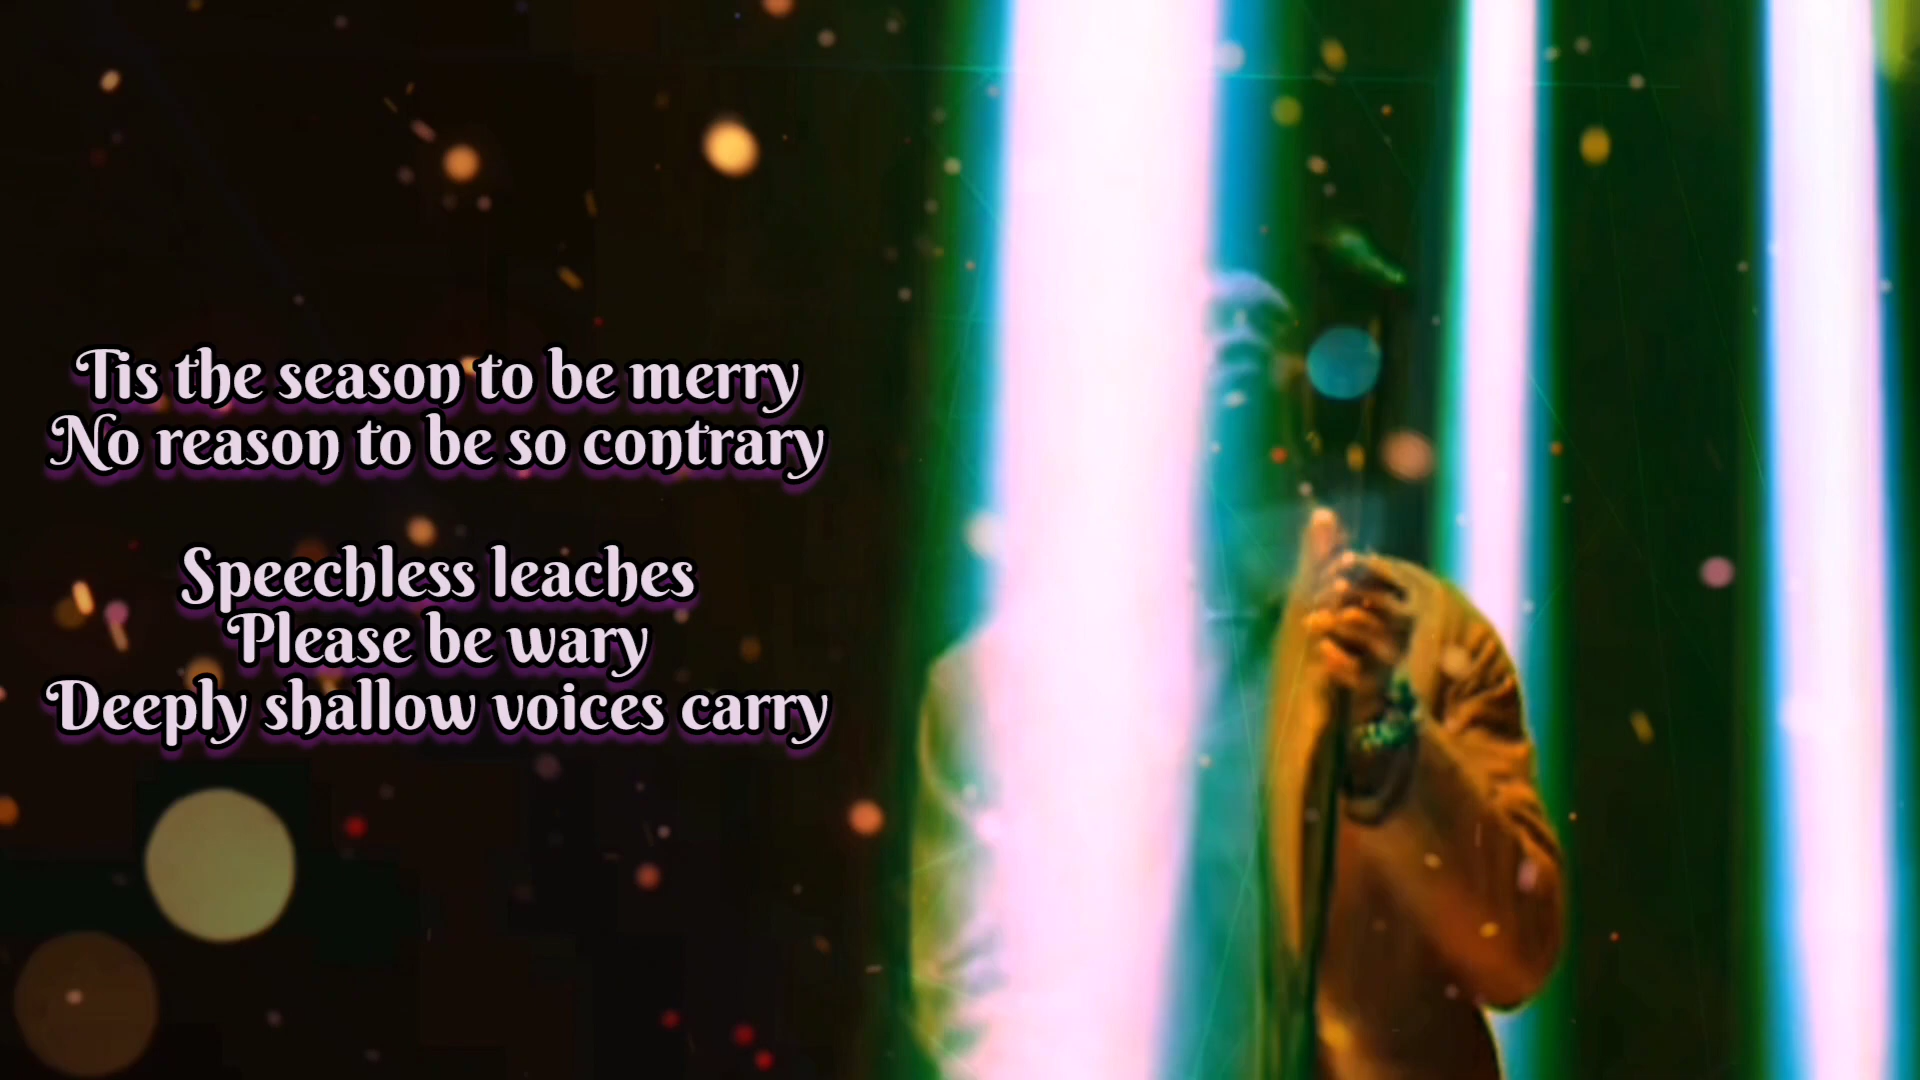 Tis the season to be merry
No reason to be so contrary
Speechless leaches
Please be wary
Deeply shallow voices carry